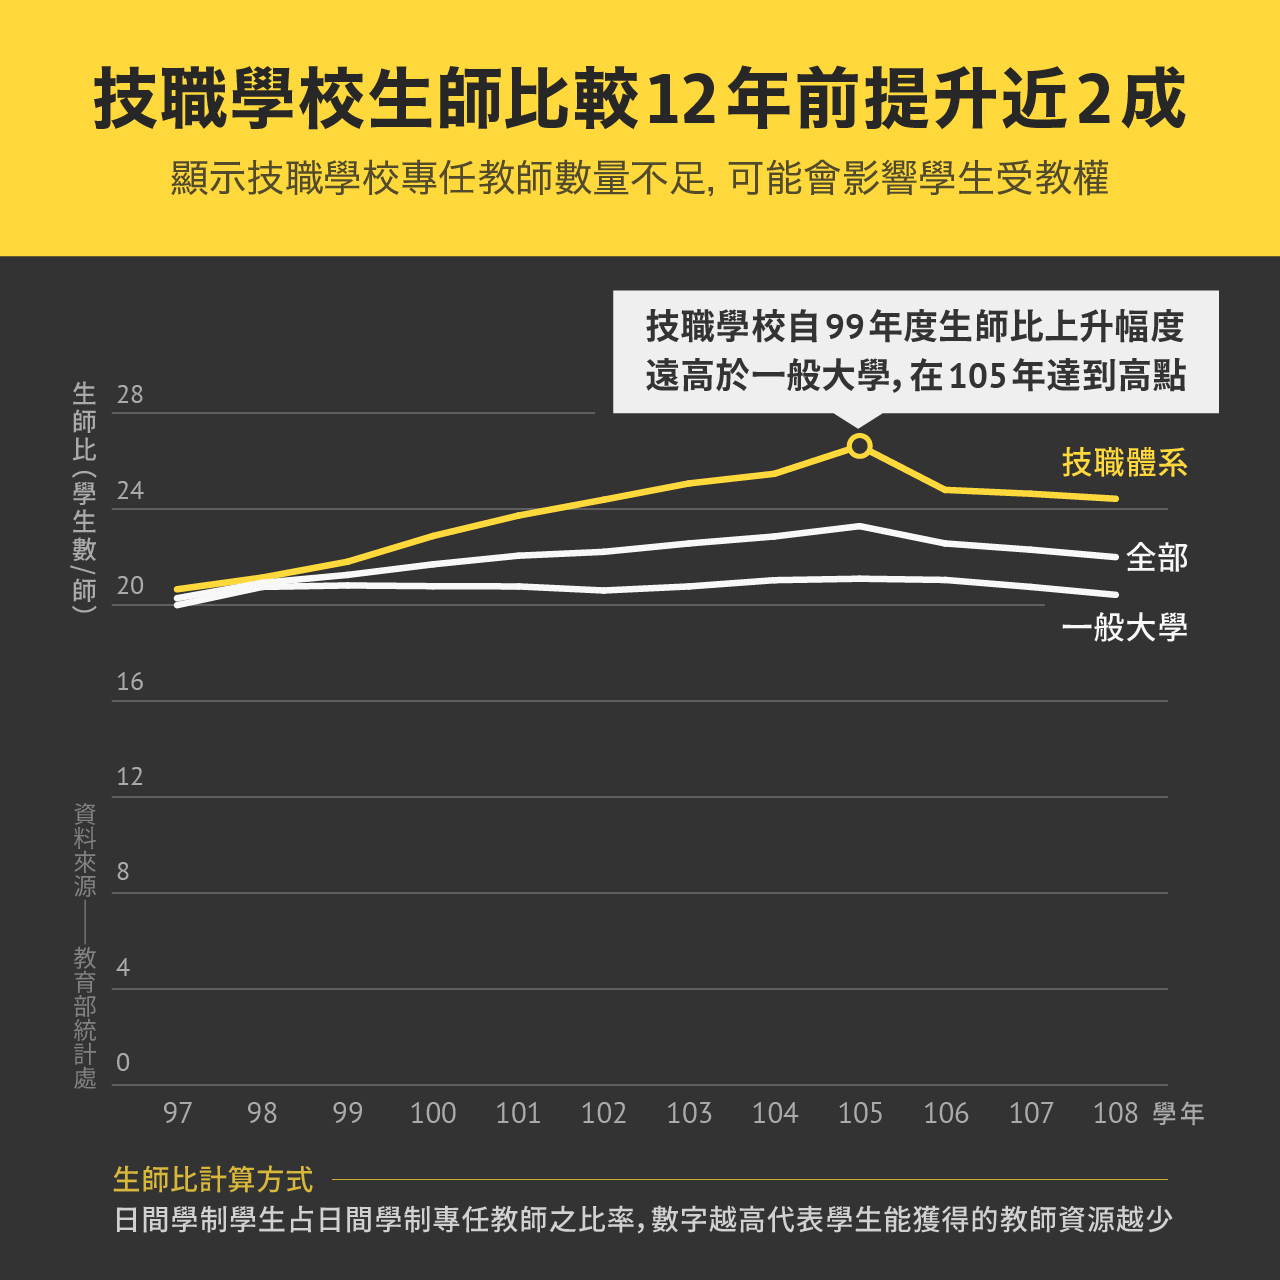 技職學校生師比較12年前提升近2成
顯示技職學校專任教師數量不足, 可能會影響學生受教權
技職學校自99年度生師比上升幅度
遠高於一般大學, 在105年達到高點
生師比(學生數/師)
28
24
20
16
12
8
4
0
技職體系
全部
一般大學
資料來源——教育部統計處
97 98 99 100 101 102 103 104 105 106 107 108 學年
生師比計算方式
日間學制學生占日間學制專任教師之比率, 數字越高代表學生能獲得的教師資源越少